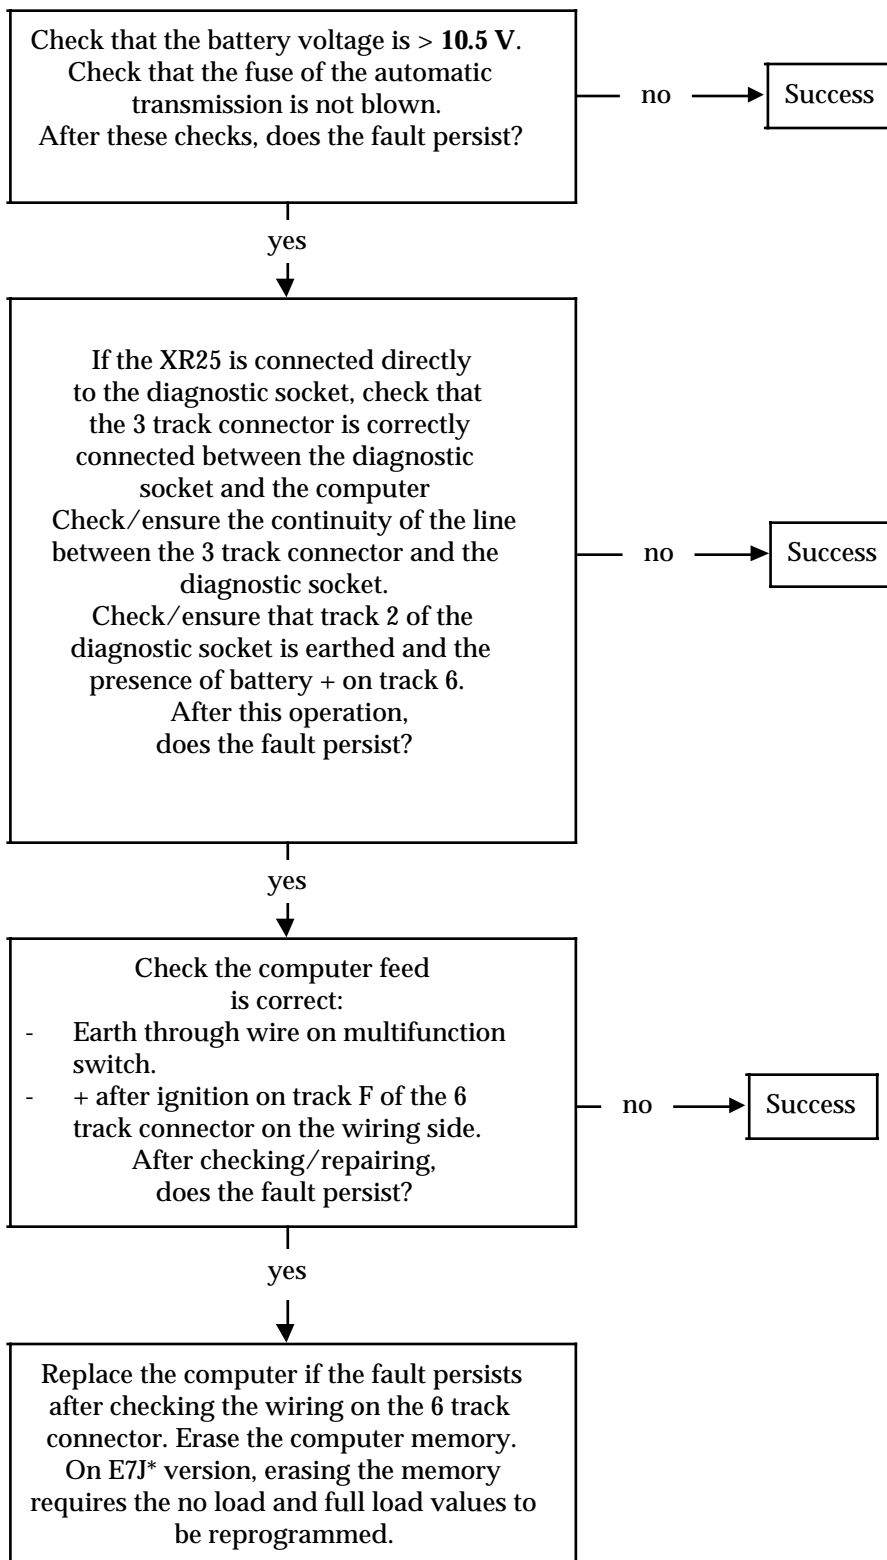 Check that the battery voltage is > 10.5 V.
Check that the fuse of the automatic
transmission is not blown.
After these checks, does the fault persist?
no
Success
yes
If the XR25 is connected directly
to the diagnostic socket, check that
the 3 track connector is correctly
connected between the diagnostic
socket and the computer
Check/ensure the continuity of the line
between the 3 track connector and the
diagnostic socket.
Check/ensure that track 2 of the
diagnostic socket is earthed and the
presence of battery + on track 6.
After this operation,
does the fault persist?
no
Success
yes
Check the computer feed
is correct:
- Earth through wire on multifunction
switch.
- + after ignition on track F of the 6
track connector on the wiring side.
After checking/repairing,
does the fault persist?
no
Success
yes
Replace the computer if the fault persists
after checking the wiring on the 6 track
connector. Erase the computer memory.
On E7J* version, erasing the memory
requires the no load and full load values to
be reprogrammed.